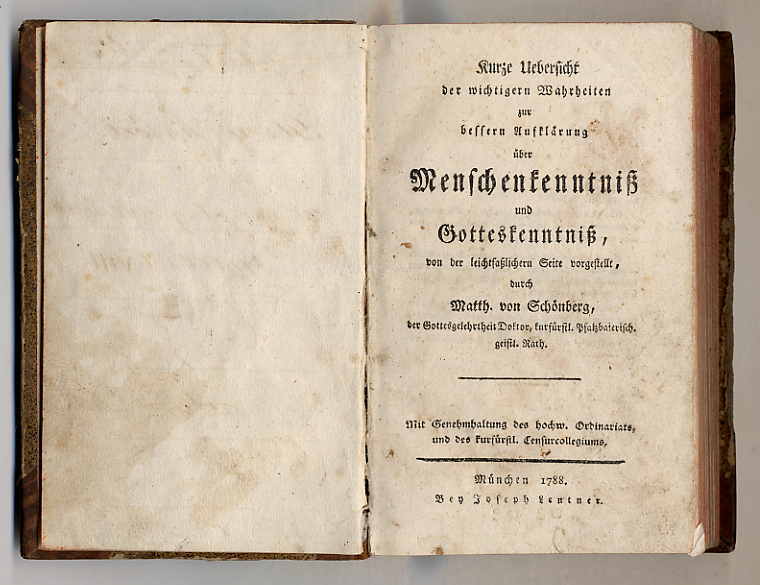 Kurze Uebersicht
der wichtigern Wahrheiten
zur
bessern Aufklärung
über
Menschenkenntniß
und
Gotteskenntniß,
von der leichtfaßlichern Seite vorgestellt,
durch
Matth. von Schönberg,
der Gottesgelehrtheit Doktor, kurfürstl. Pfalzbaierisch.
geistl. Rath.
Mit Genehmhaltung des hochw. Ordinariats,
und des kurfürstl. Censurcollegiums.
München 1788.
Bey Joseph Lentner.